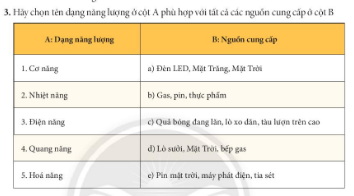 3. Hãy chọn tên dạng năng lượng ở cột A phù hợp với tất cả các nguồn cung cấp ở cột B
A: Dạng năng lượng B: Nguồn cung cấp
1. Cơ năng a) Đèn LED, Mặt Trăng, Mặt Trời
2. Nhiệt năng b) Gas, pin, thực phẩm
3. Điện năng c) Quả bóng đang lăn, lò xo dãn, tàu lượn trên cao
4. Quang năng d) Lò sưởi, Mặt Trời, bếp gas
5. Hoá năng e) Pin mặt trời, máy phát điện, tia sét